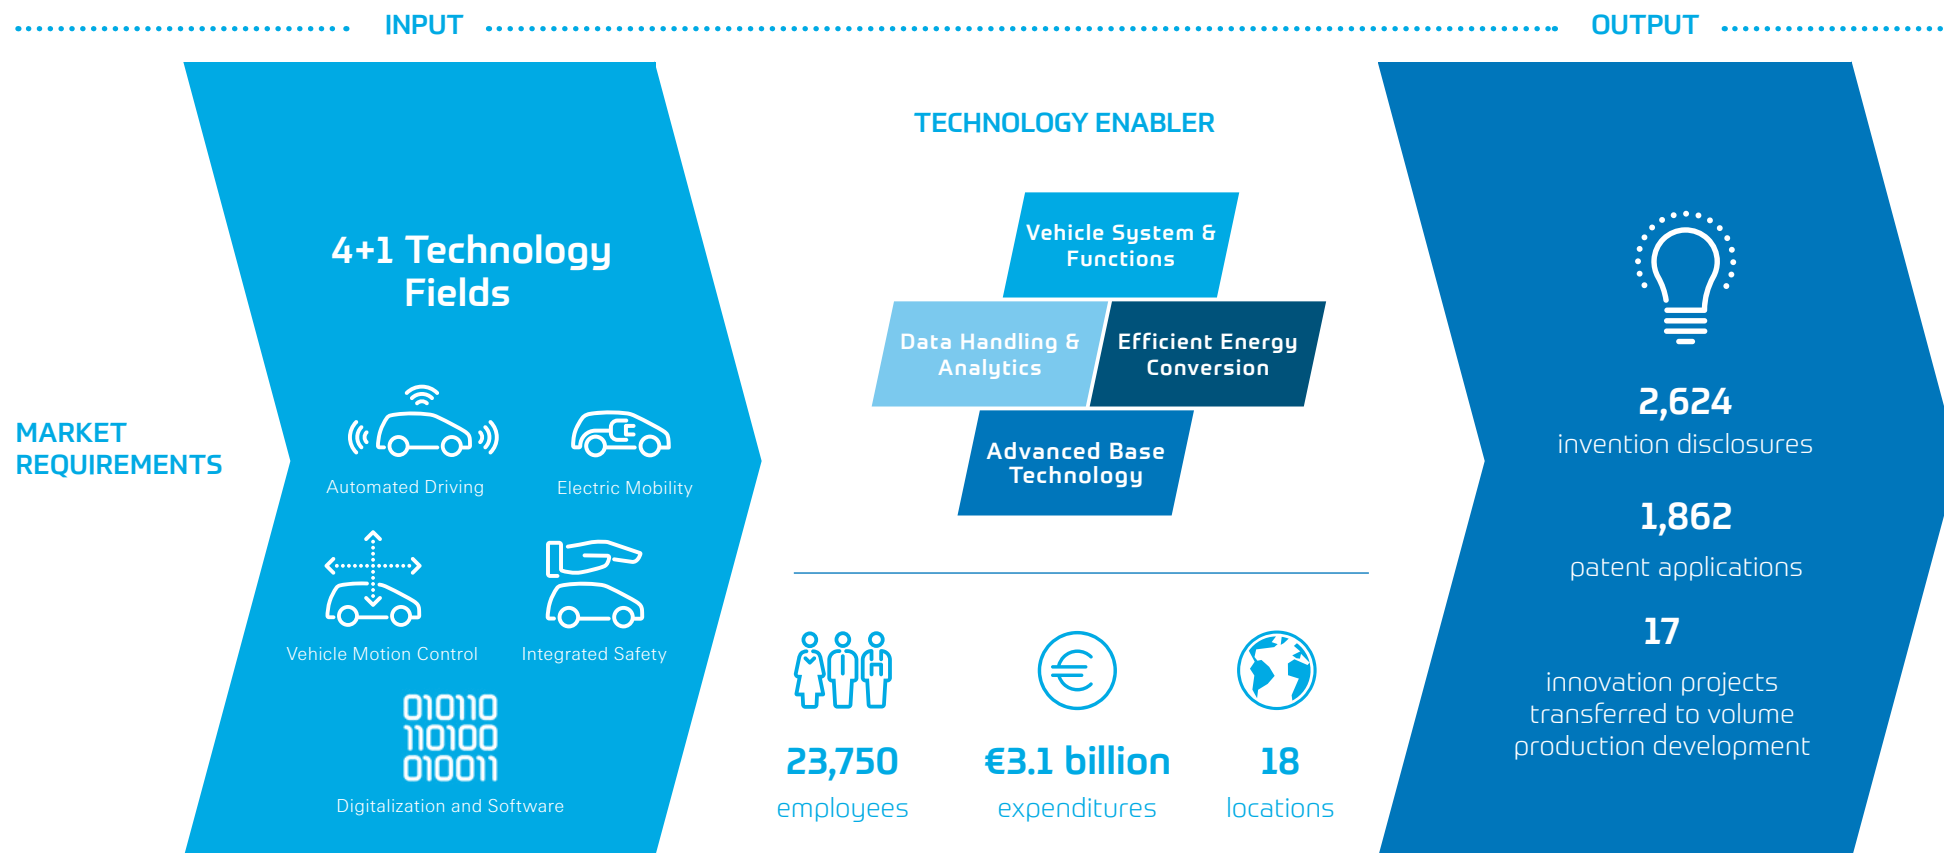 INPUT
OUTPUT
MARKET
REQUIREMENTS
4+1 Technology
Fields
Automated Driving
Electric Mobility
Vehicle Motion Control
Integrated Safety
010110
110100
010011
Digitalization and Software
TECHNOLOGY ENABLER
Vehicle System &
Functions
Data Handling &
Analytics
Efficient Energy
Conversion
Advanced Base
Technology
23,750
employees
€3.1 billion
expenditures
18
locations
2,624
invention disclosures
1,862
patent applications
17
innovation projects
transferred to volume
production development